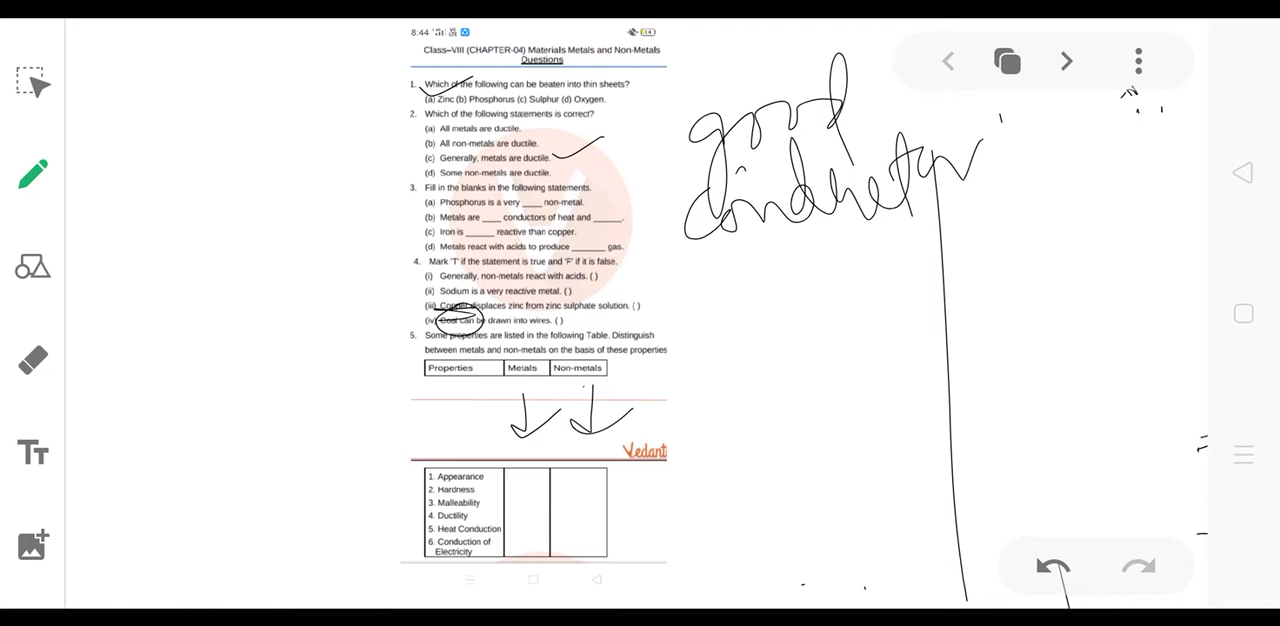 8:44
Class–VIII (CHAPTER-04) Materials Metals and Non-Metals
Questions
1. Which of the following can be beaten into thin sheets?
(a) Zinc (b) Phosphorus (c) Sulphur (d) Oxygen.
2. Which of the following statements is correct?
(a) All metals are ductile.
(b) All non-metals are ductile.
(c) Generally, metals are ductile.
(d) Some non-metals are ductile.
3. Fill in the blanks in the following statements.
(a) Phosphorus is a very ____ non-metal.
(b) Metals are ____ conductors of heat and ______.
(c) Iron is ______ reactive than copper.
(d) Metals react with acids to produce _______ gas.
4. Mark 'T' if the statement is true and 'F' if it is false.
(i) Generally, non-metals react with acids. ( )
(ii) Sodium is a very reactive metal. ( )
(iii) Copper displaces zinc from zinc sulphate solution. ( )
(iv) Coal can be drawn into wires. ( )
5. Some properties are listed in the following Table. Distinguish
between metals and non-metals on the basis of these properties
Properties Metals Non-metals
Vedant
1. Appearance
2. Hardness
3. Malleability
4. Ductility
5. Heat Conduction
6. Conduction of
Electricity
good
TT